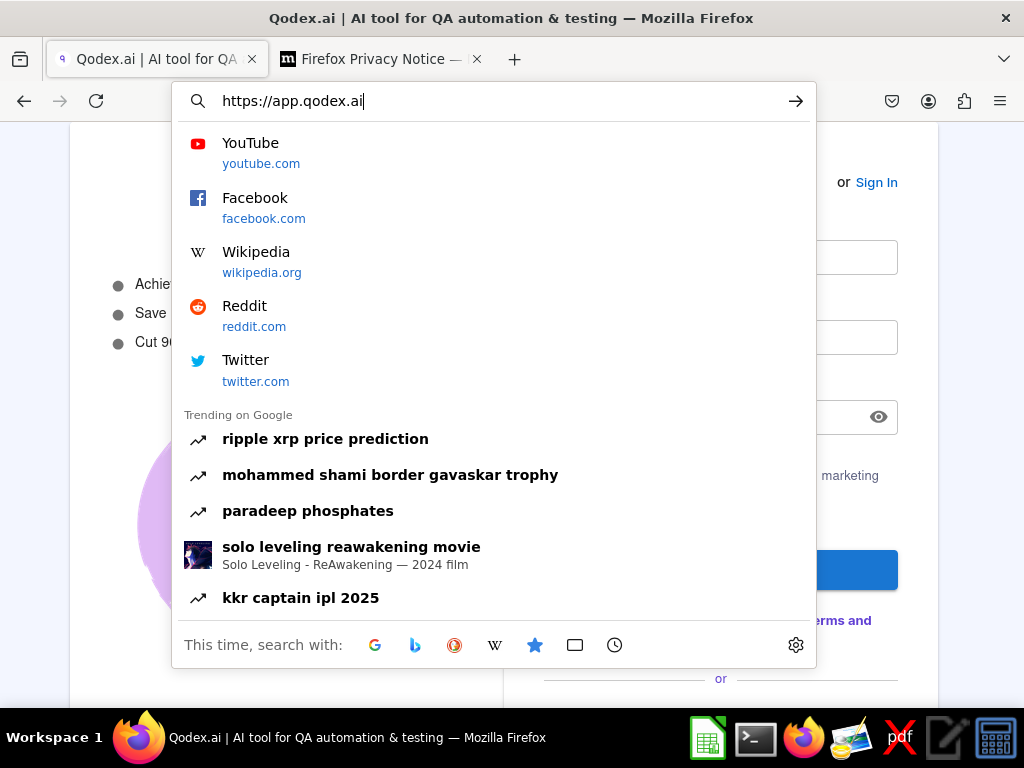 Qodex.ai | AI tool for QA automation & testing — Mozilla Firefox
Qodex.ai | AI tool for QA
Firefox Privacy Notice —
https://app.qodex.ai
YouTube
youtube.com
Facebook
facebook.com
Wikipedia
wikipedia.org
Reddit
reddit.com
Twitter
twitter.com
Trending on Google
ripple xrp price prediction
mohammed shami border gavaskar trophy
paradeep phosphates
solo leveling reawakening movie
Solo Leveling - ReAwakening — 2024 film
kkr captain ipl 2025
This time, search with:
or Sign In
Save
Cut
marketing
and
or
Workspace 1
Qodex.ai | AI tool for QA automation & testing — Mozilla Firefox
pdf